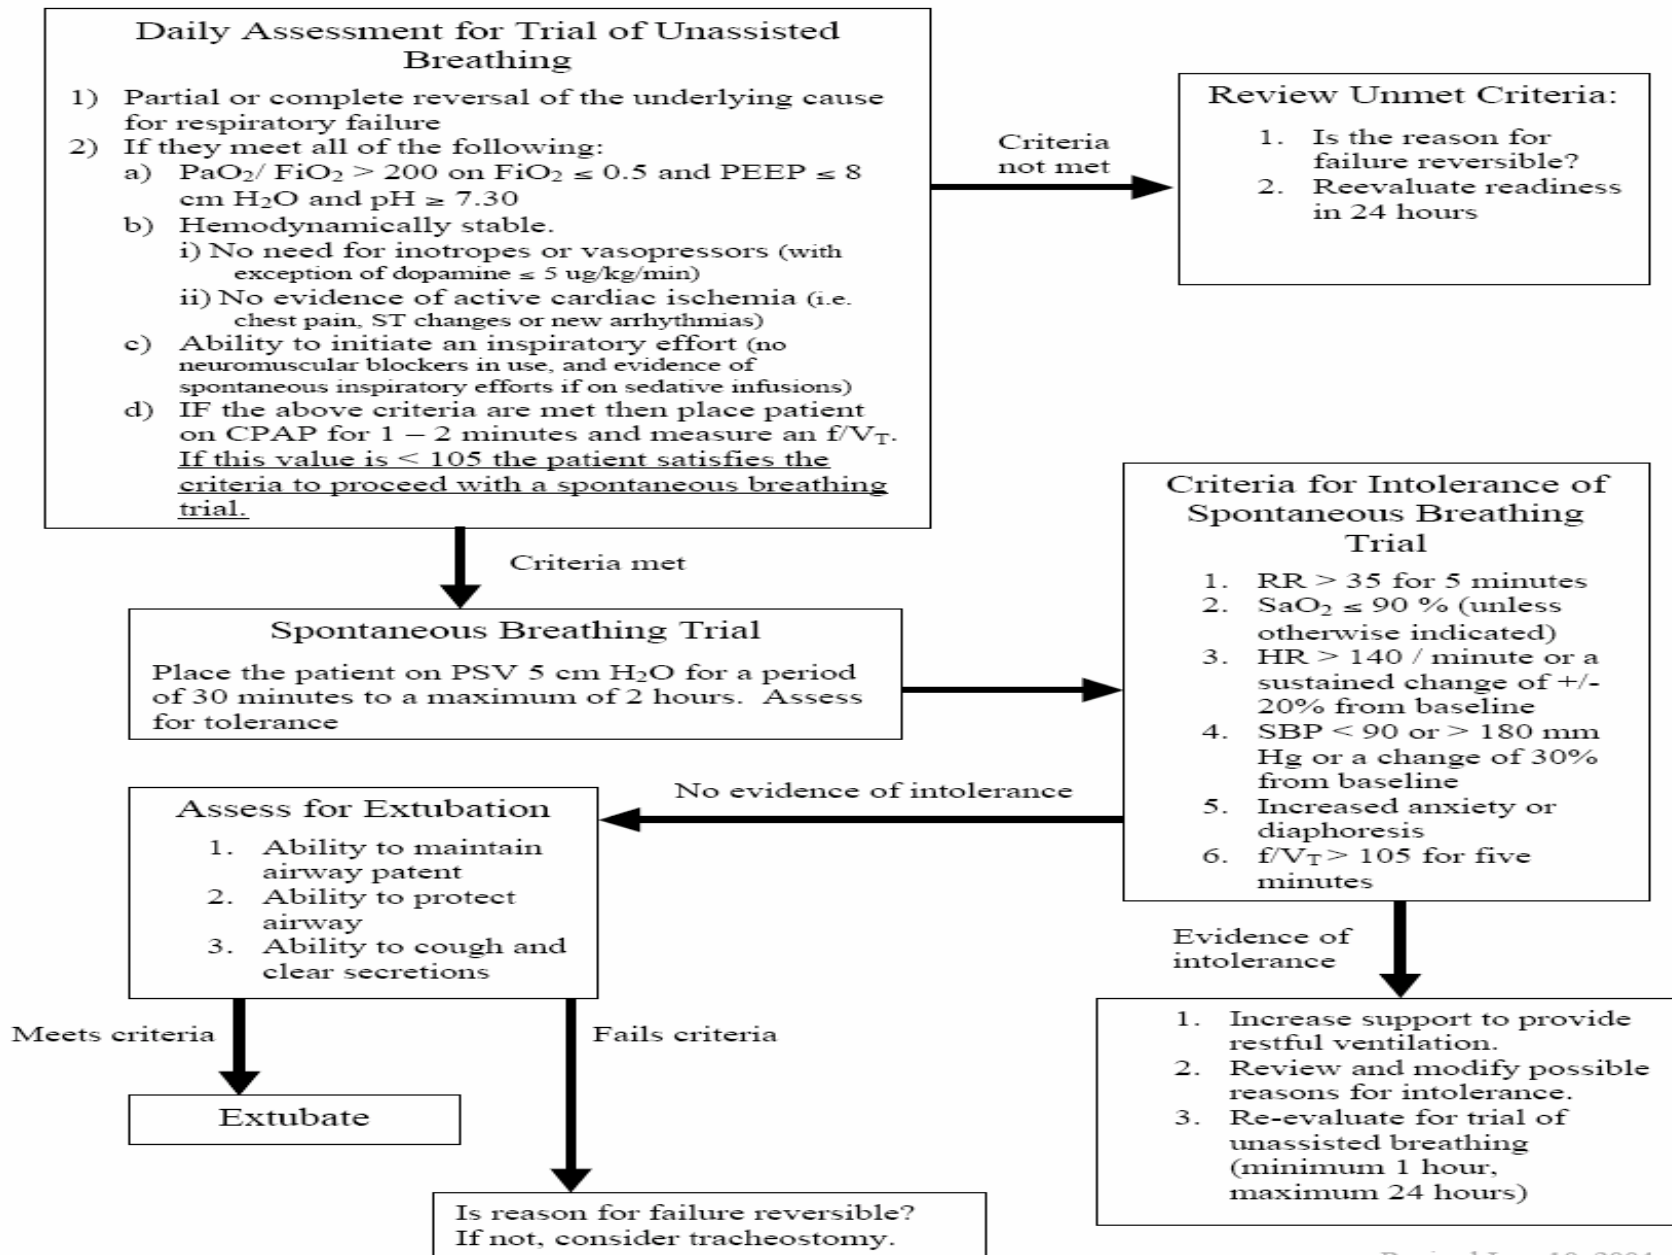 Daily Assessment for Trial of Unassisted
Breathing
1) Partial or complete reversal of the underlying cause
for respiratory failure
2) If they meet all of the following:
a) PaO₂/ FiO₂ > 200 on FiO₂ ≤ 0.5 and PEEP ≤ 8
cm H₂O and pH ≥ 7.30
b) Hemodynamically stable.
i) No need for inotropes or vasopressors (with
exception of dopamine ≤ 5 ug/kg/min)
ii) No evidence of active cardiac ischemia (i.e.
chest pain, ST changes or new arrhythmias)
c) Ability to initiate an inspiratory effort (no
neuromuscular blockers in use, and evidence of
spontaneous inspiratory efforts if on sedative infusions)
d) IF the above criteria are met then place patient
on CPAP for 1 – 2 minutes and measure an f/V_T.
If this value is < 105 the patient satisfies the
criteria to proceed with a spontaneous breathing
trial.
Criteria
not met
Review Unmet Criteria:
1. Is the reason for
failure reversible?
2. Reevaluate readiness
in 24 hours
Criteria met
Spontaneous Breathing Trial
Place the patient on PSV 5 cm H₂O for a period
of 30 minutes to a maximum of 2 hours. Assess
for tolerance
Criteria for Intolerance of
Spontaneous Breathing
Trial
1. RR > 35 for 5 minutes
2. SaO₂ ≤ 90 % (unless
otherwise indicated)
3. HR > 140 / minute or a
sustained change of +/-
20% from baseline
4. SBP < 90 or > 180 mm
Hg or a change of 30%
from baseline
5. Increased anxiety or
diaphoresis
6. f/V_T > 105 for five
minutes
No evidence of intolerance
Assess for Extubation
1. Ability to maintain
airway patent
2. Ability to protect
airway
3. Ability to cough and
clear secretions
Evidence of
intolerance
1. Increase support to provide
restful ventilation.
2. Review and modify possible
reasons for intolerance.
3. Re-evaluate for trial of
unassisted breathing
(minimum 1 hour,
maximum 24 hours)
Meets criteria
Fails criteria
Extubate
Is reason for failure reversible?
If not, consider tracheostomy.